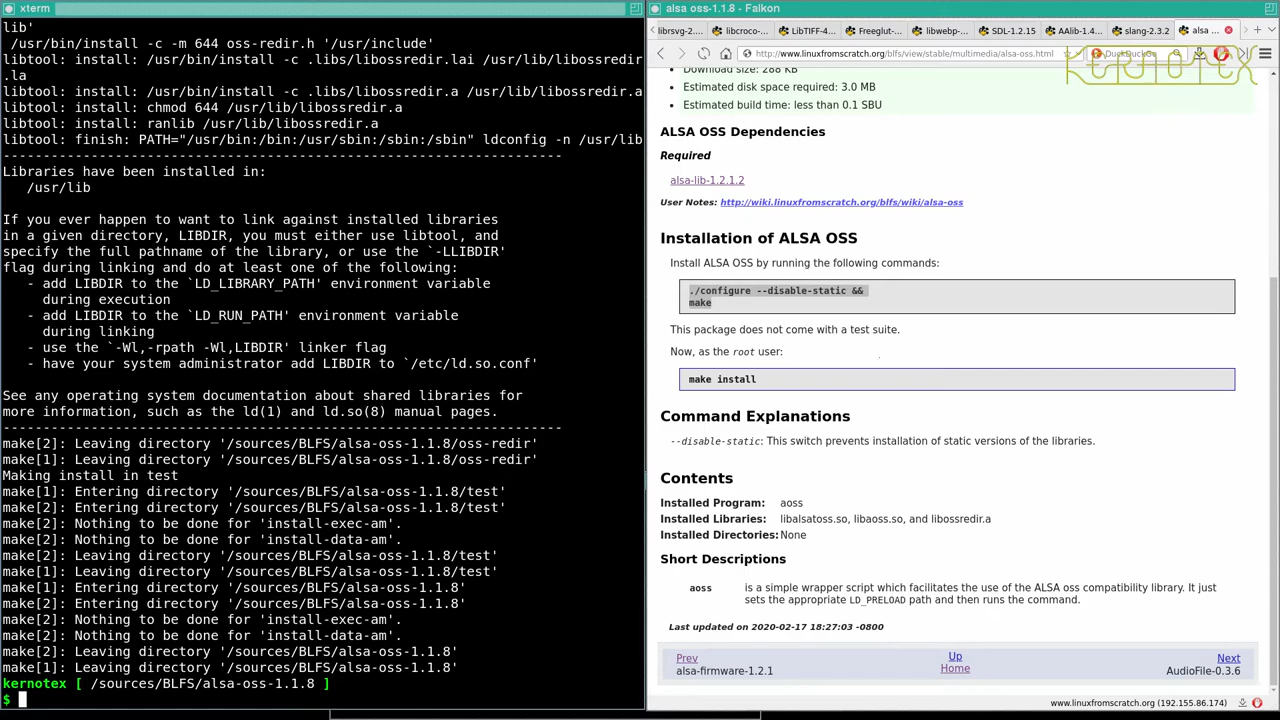 xterm
lib'
 /usr/bin/install -c -m 644 oss-redir.h '/usr/include'
libtool: install: /usr/bin/install -c .libs/libossredir.lai /usr/lib/libossredir
.la
libtool: install: /usr/bin/install -c .libs/libossredir.a /usr/lib/libossredir.a
libtool: install: chmod 644 /usr/lib/libossredir.a
libtool: install: ranlib /usr/lib/libossredir.a
libtool: finish: PATH="/usr/bin:/bin:/usr/sbin:/sbin:/sbin" ldconfig -n /usr/lib
----------------------------------------------------------------------
Libraries have been installed in:
   /usr/lib
If you ever happen to want to link against installed libraries
in a given directory, LIBDIR, you must either use libtool, and
specify the full pathname of the library, or use the `-LLIBDIR'
flag during linking and do at least one of the following:
   - add LIBDIR to the `LD_LIBRARY_PATH' environment variable
     during execution
   - add LIBDIR to the `LD_RUN_PATH' environment variable
     during linking
   - use the `-Wl,-rpath -Wl,LIBDIR' linker flag
   - have your system administrator add LIBDIR to `/etc/ld.so.conf'
See any operating system documentation about shared libraries for
more information, such as the ld(1) and ld.so(8) manual pages.
----------------------------------------------------------------------
make[2]: Leaving directory '/sources/BLFS/alsa-oss-1.1.8/oss-redir'
make[1]: Leaving directory '/sources/BLFS/alsa-oss-1.1.8/oss-redir'
Making install in test
make[1]: Entering directory '/sources/BLFS/alsa-oss-1.1.8/test'
make[2]: Entering directory '/sources/BLFS/alsa-oss-1.1.8/test'
make[2]: Nothing to be done for 'install-exec-am'.
make[2]: Nothing to be done for 'install-data-am'.
make[2]: Leaving directory '/sources/BLFS/alsa-oss-1.1.8/test'
make[1]: Leaving directory '/sources/BLFS/alsa-oss-1.1.8/test'
make[1]: Entering directory '/sources/BLFS/alsa-oss-1.1.8'
make[2]: Entering directory '/sources/BLFS/alsa-oss-1.1.8'
make[2]: Nothing to be done for 'install-exec-am'.
make[2]: Nothing to be done for 'install-data-am'.
make[2]: Leaving directory '/sources/BLFS/alsa-oss-1.1.8'
make[1]: Leaving directory '/sources/BLFS/alsa-oss-1.1.8'
kernotex [ /sources/BLFS/alsa-oss-1.1.8 ]
$
alsa oss-1.1.8 - Falkon
librsvg-2.... libcroco-... LibTIFF-4.... Freeglut-... libwebp-... SDL-1.2.15 AAlib-1.4... slang-2.3.2 alsa ...
http://www.linuxfromscratch.org/blfs/view/stable/multimedia/alsa-oss.html DuckDuckGo
KERNOTEX
Download size: 288 KB
Estimated disk space required: 3.0 MB
Estimated build time: less than 0.1 SBU
ALSA OSS Dependencies
Required
alsa-lib-1.2.1.2
User Notes: http://wiki.linuxfromscratch.org/blfs/wiki/alsa-oss
Installation of ALSA OSS
Install ALSA OSS by running the following commands:
./configure --disable-static &&
make
This package does not come with a test suite.
Now, as the root user:
make install
Command Explanations
--disable-static: This switch prevents installation of static versions of the libraries.
Contents
Installed Program: aoss
Installed Libraries: libalsatoss.so, libaoss.so, and libossredir.a
Installed Directories: None
Short Descriptions
aoss is a simple wrapper script which facilitates the use of the ALSA oss compatibility library. It just
sets the appropriate LD_PRELOAD path and then runs the command.
Last updated on 2020-02-17 18:27:03 -0800
Prev Up Next
alsa-firmware-1.2.1 Home AudioFile-0.3.6
www.linuxfromscratch.org (192.155.86.174)